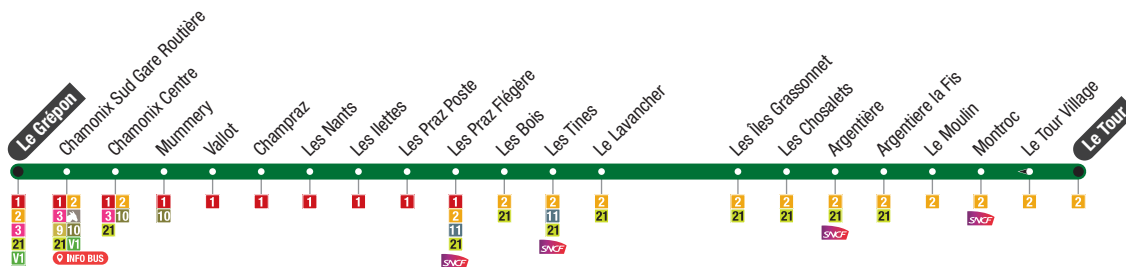 Le Grépon
Chamonix Sud Gare Routière
Chamonix Centre
Mummery
Vallot
Champraz
Les Nants
Les Ilettes
Les Praz Poste
Les Praz Flégère
Les Bois
Les Tines
Le Lavancher
Les Îles Grassonnet
Les Chosalets
Argentière
Argentiere la Fis
Le Moulin
Montroc
Le Tour Village
Le Tour
1 1 2 1 2 1 1 1 1 1 1 1 2 2 2 2 2 2 2 2 2 2 2
2 3 3 10 10 2 21 11 21 21 21 21 21 SNCF
3 9 10 21 11 21 SNCF
21 21 V1 21 SNCF
V1 INFO BUS SNCF